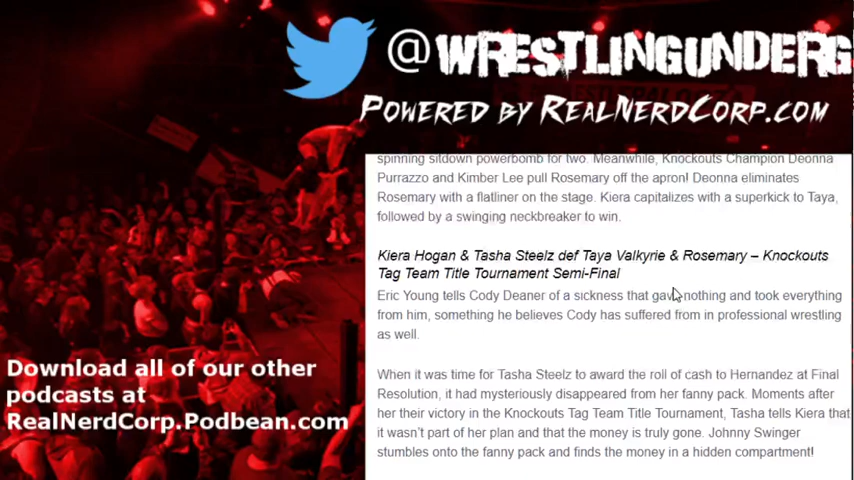 @WRESTLINGUNDERG
POWERED BY REALNERDCORP.COM
spinning sitdown powerbomb for two. Meanwhile, Knockouts Champion Deonna
Purrazzo and Kimber Lee pull Rosemary off the apron! Deonna eliminates
Rosemary with a flatliner on the stage. Kiera capitalizes with a superkick to Taya,
followed by a swinging neckbreaker to win.
Kiera Hogan & Tasha Steelz def Taya Valkyrie & Rosemary – Knockouts
Tag Team Title Tournament Semi-Final
Eric Young tells Cody Deaner of a sickness that gave nothing and took everything
from him, something he believes Cody has suffered from in professional wrestling
as well.
When it was time for Tasha Steelz to award the roll of cash to Hernandez at Final
Resolution, it had mysteriously disappeared from her fanny pack. Moments after
her their victory in the Knockouts Tag Team Title Tournament, Tasha tells Kiera that
it wasn't part of her plan and that the money is truly gone. Johnny Swinger
stumbles onto the fanny pack and finds the money in a hidden compartment!
Download all of our other
podcasts at
RealNerdCorp.Podbean.com